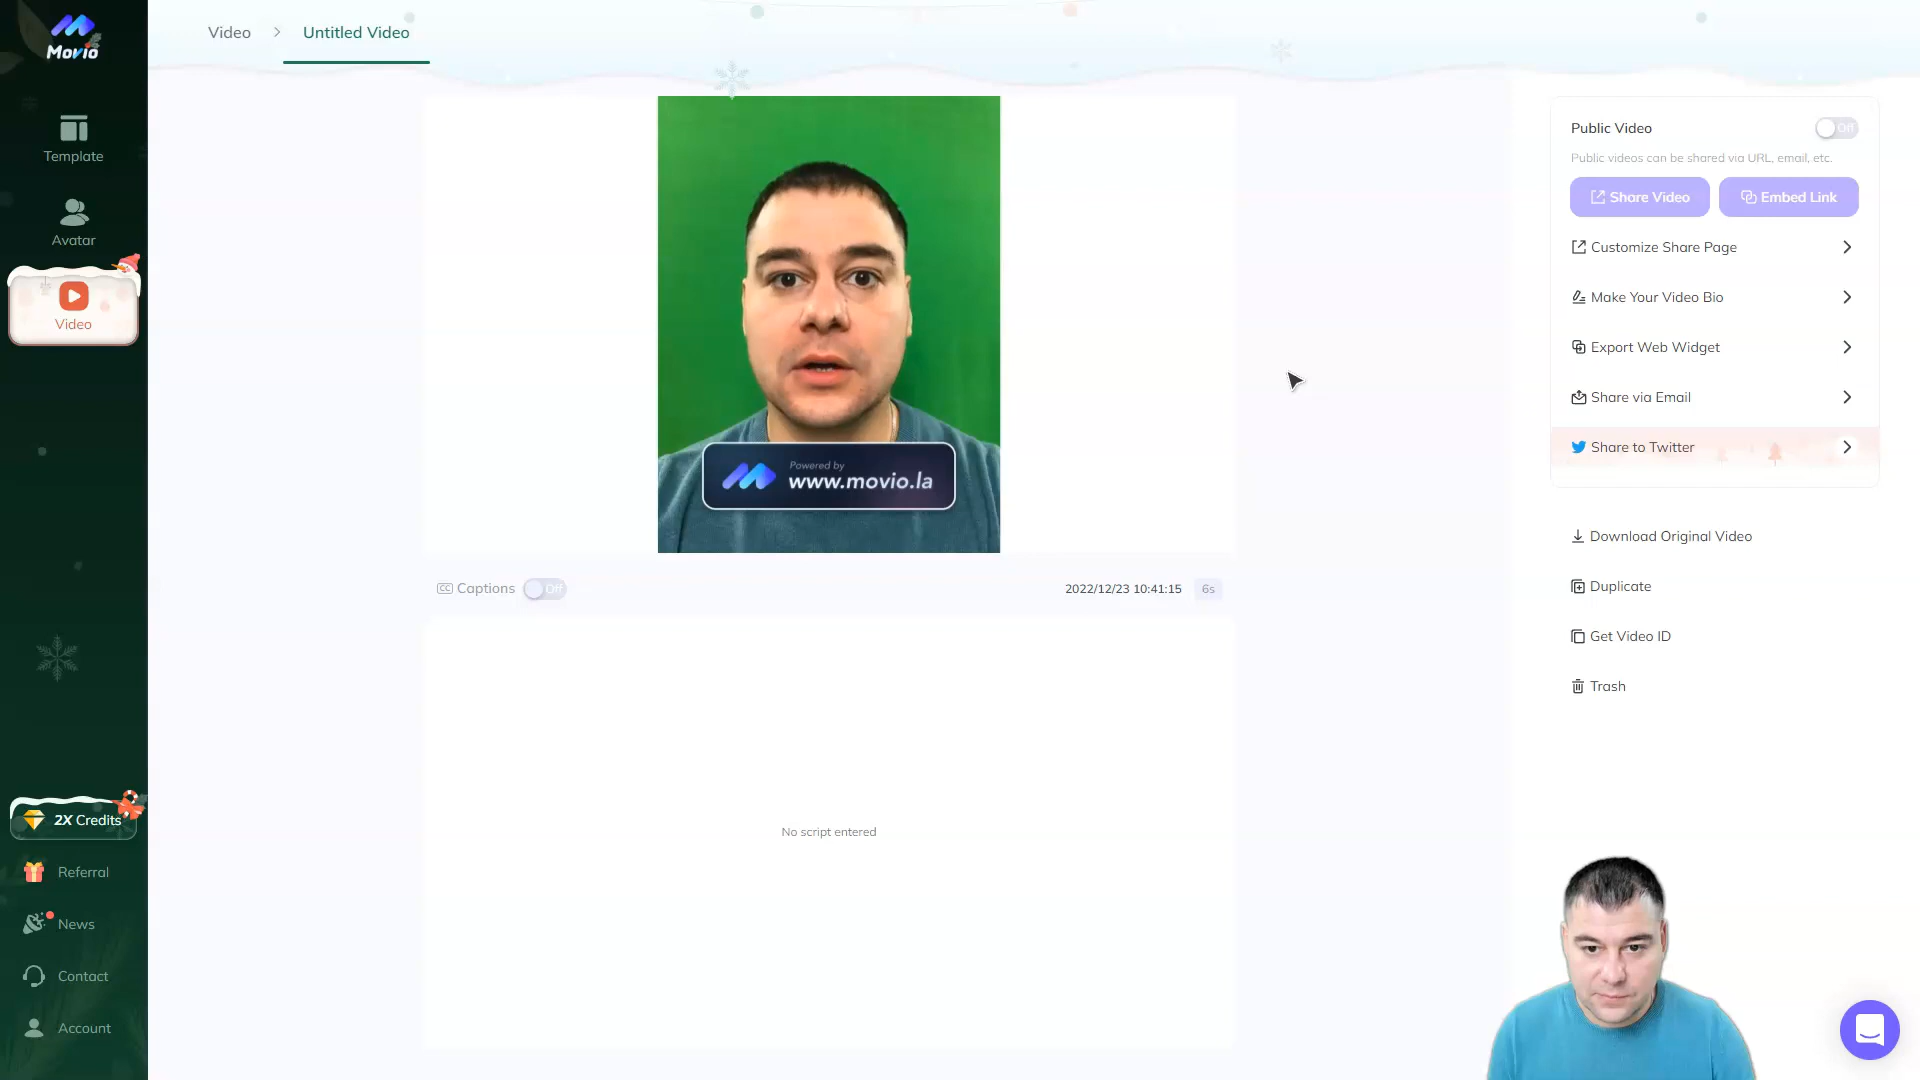 Movio
Template
Avatar
Video
2X Credits
Referral
News
Contact
Account
Video
Untitled Video
Powered by
www.movio.la
CC Captions
Off
2022/12/23 10:41:15
6s
No script entered
Public Video
Off
Public videos can be shared via URL, email, etc.
Share Video
Embed Link
Customize Share Page
Make Your Video Bio
Export Web Widget
Share via Email
Share to Twitter
Download Original Video
Duplicate
Get Video ID
Trash